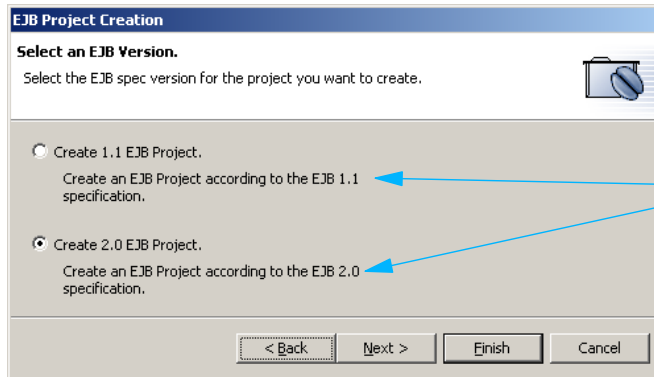 EJB Project Creation
Select an EJB Version.
Select the EJB spec version for the project you want to create.
Create 1.1 EJB Project.
Create an EJB Project according to the EJB 1.1
specification.
Create 2.0 EJB Project.
Create an EJB Project according to the EJB 2.0
specification.
< Back Next > Finish Cancel